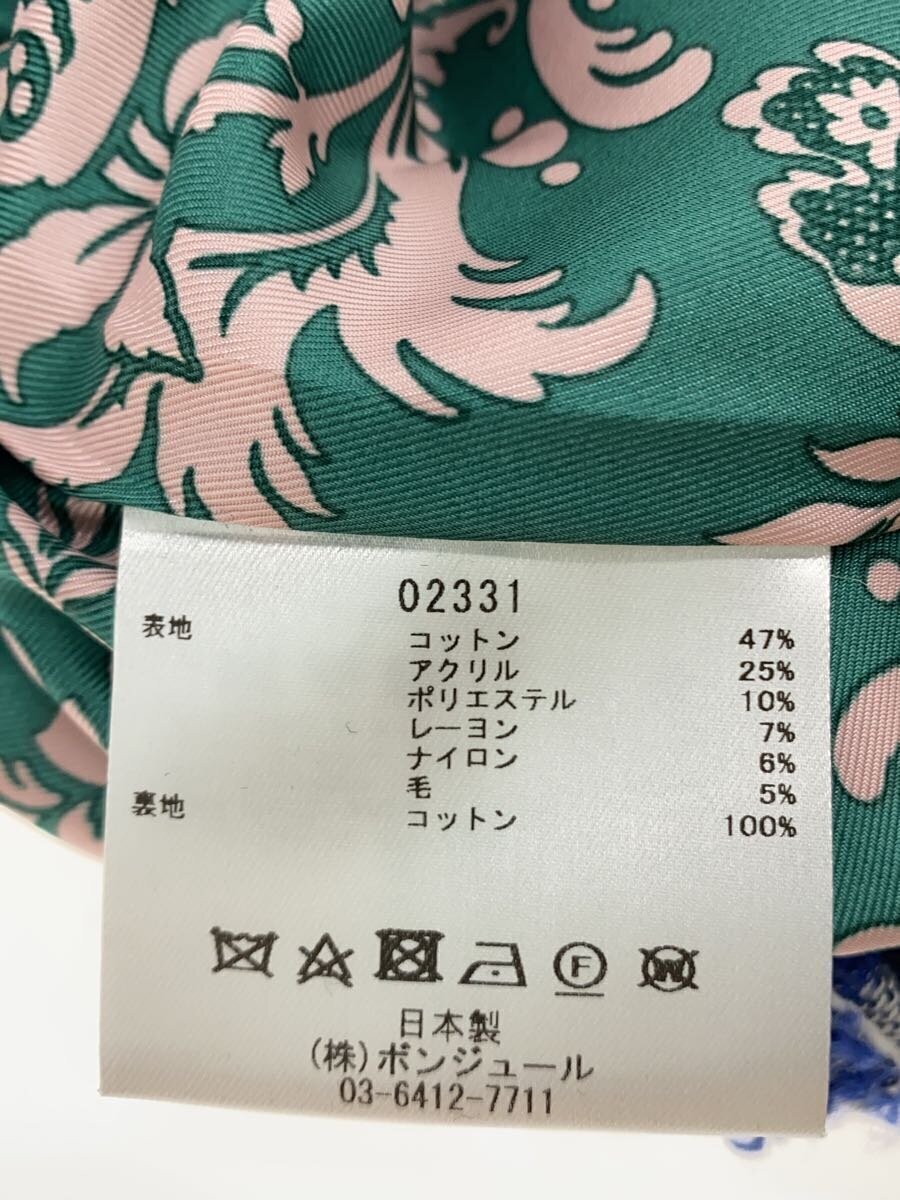 02331
表地 コットン 47%
アクリル 25%
ポリエステル 10%
レーヨン 7%
ナイロン 6%
毛 5%
裏地 コットン 100%
F W
日本製
(株)ボンジュール
03-6412-7711